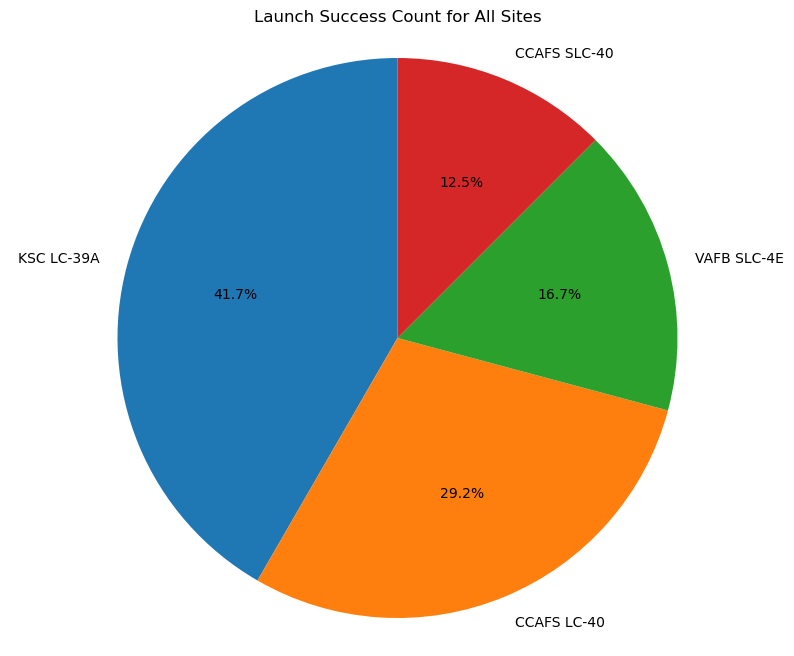 Launch Success Count for All Sites
CCAFS SLC-40
12.5%
KSC LC-39A
VAFB SLC-4E
41.7%
16.7%
29.2%
CCAFS LC-40